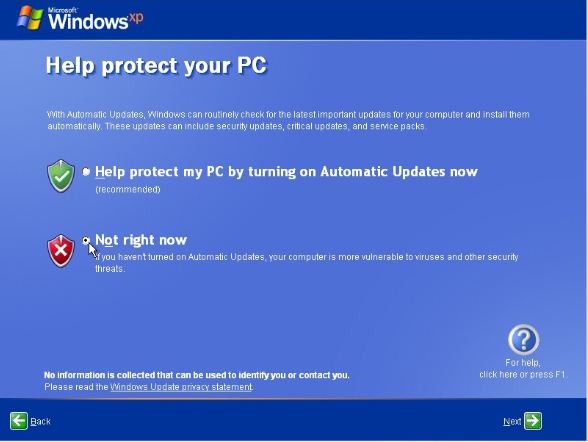 Microsoft
Windows xp
Help protect your PC
With Automatic Updates, Windows can routinely check for the latest important updates for your computer and install them
automatically. These updates can include security updates, critical updates, and service packs.
Help protect my PC by turning on Automatic Updates now
(recommended)
Not right now
If you haven't turned on Automatic Updates, your computer is more vulnerable to viruses and other security
threats.
For help,
click here or press F1.
No information is collected that can be used to identify you or contact you.
Please read the Windows Update privacy statement.
Back
Next